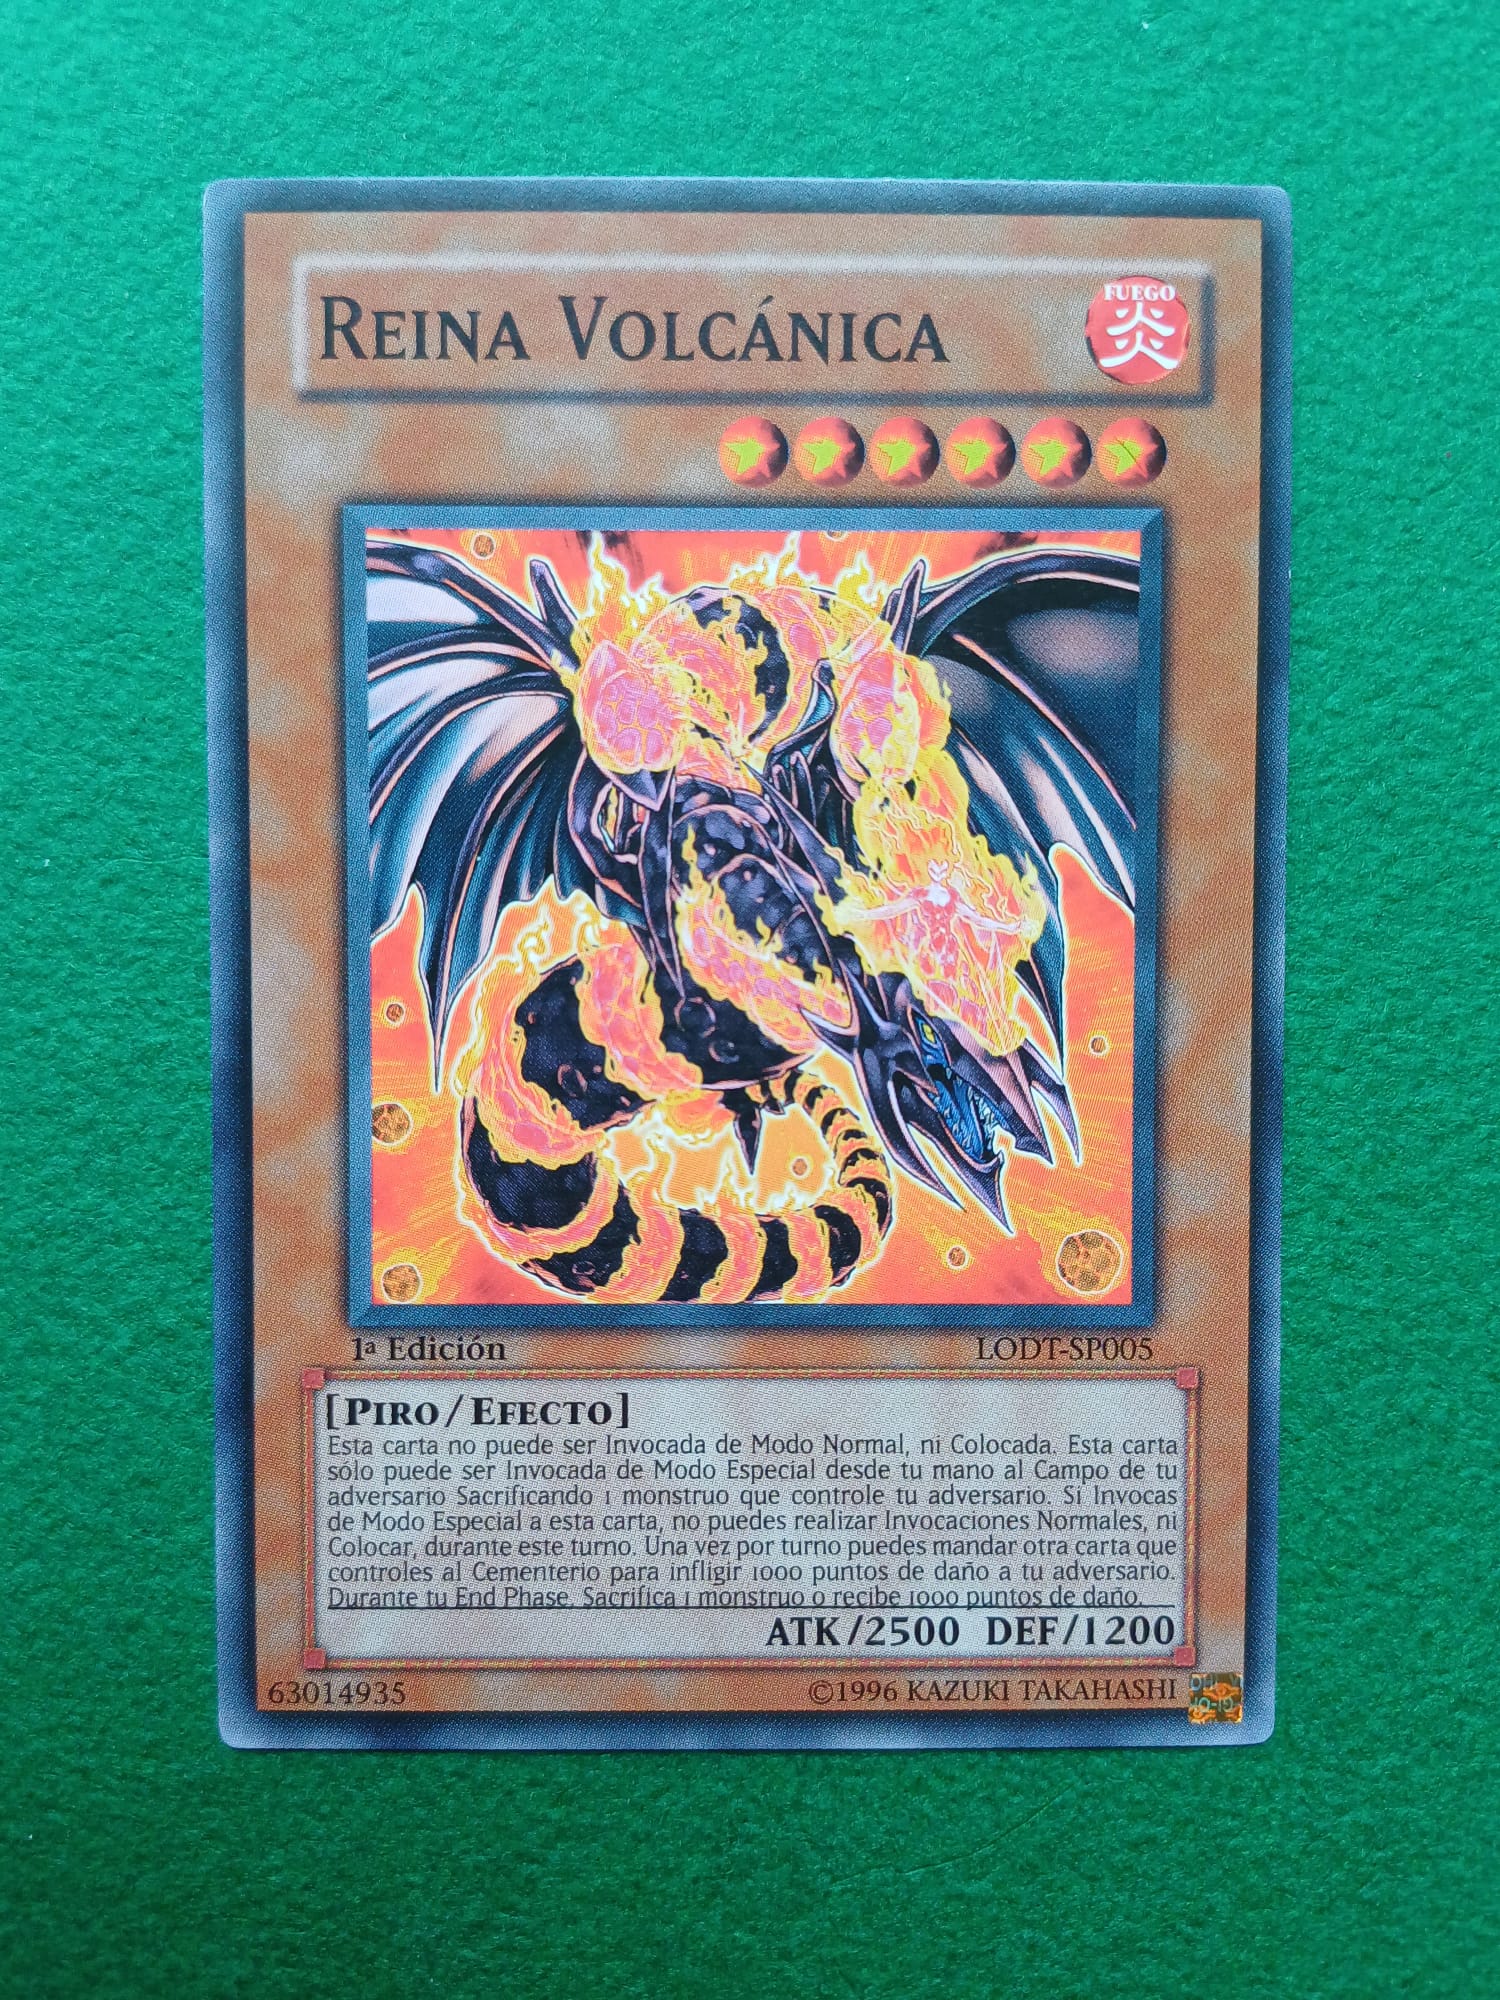 REINA VOLCÁNICA
FUEGO
炎
1ª Edición
LODT-SP005
[PIRO/EFECTO]
Esta carta no puede ser Invocada de Modo Normal, ni Colocada. Esta carta
sólo puede ser Invocada de Modo Especial desde tu mano al Campo de tu
adversario Sacrificando 1 monstruo que controle tu adversario. Si Invocas
de Modo Especial a esta carta, no puedes realizar Invocaciones Normales, ni
Colocar, durante este turno. Una vez por turno puedes mandar otra carta que
controles al Cementerio para infligir 1000 puntos de daño a tu adversario.
Durante tu End Phase, Sacrifica 1 monstruo o recibe 1000 puntos de daño.
ATK/2500 DEF/1200
63014935
©1996 KAZUKI TAKAHASHI